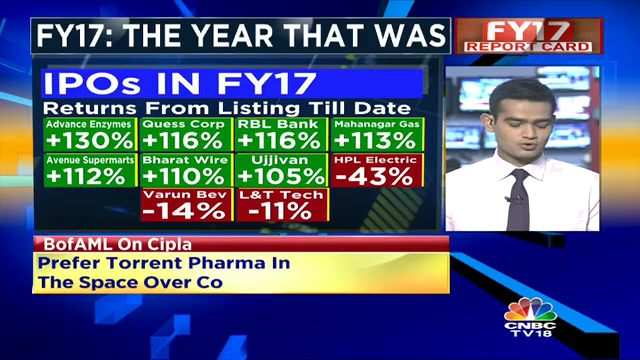 FY17: THE YEAR THAT WAS
FY17
REPORT CARD
IPOs IN FY17
Returns From Listing Till Date
Advance Enzymes
+130%
Quess Corp
+116%
RBL Bank
+116%
Mahanagar Gas
+113%
Avenue Supermarts
+112%
Bharat Wire
+110%
Ujjivan
+105%
HPL Electric
-43%
Varun Bev
-14%
L&T Tech
-11%
BofAML On Cipla
Prefer Torrent Pharma In
The Space Over Co
CNBC
TV18